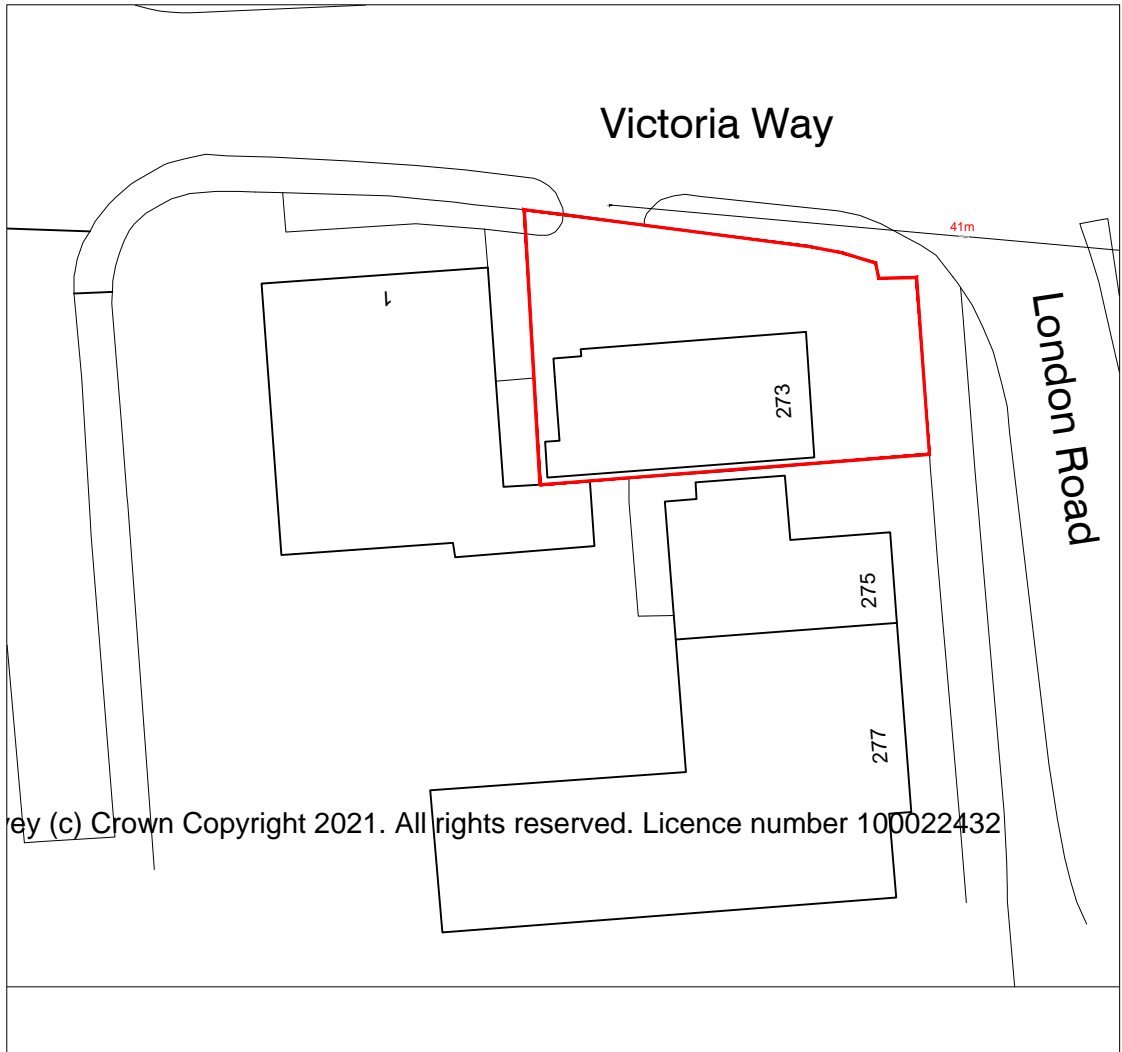 Victoria Way
41m
London Road
1
273
275
277
vey (c) Crown Copyright 2021. All rights reserved. Licence number 100022432